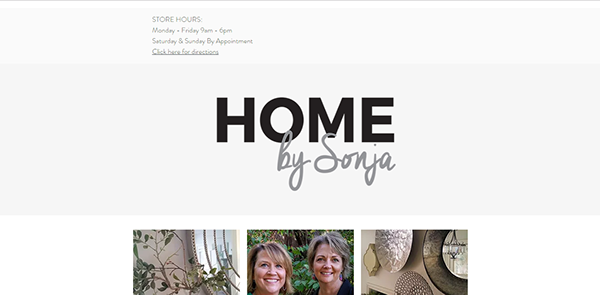 STORE HOURS:
Monday - Friday 9am - 6pm
Saturday & Sunday By Appointment
Click here for directions
HOME
by Sonja